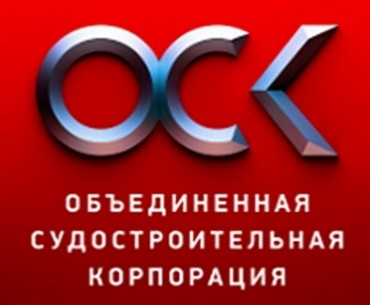 ОСК
ОБЪЕДИНЕННАЯ
СУДОСТРОИТЕЛЬНАЯ
КОРПОРАЦИЯ